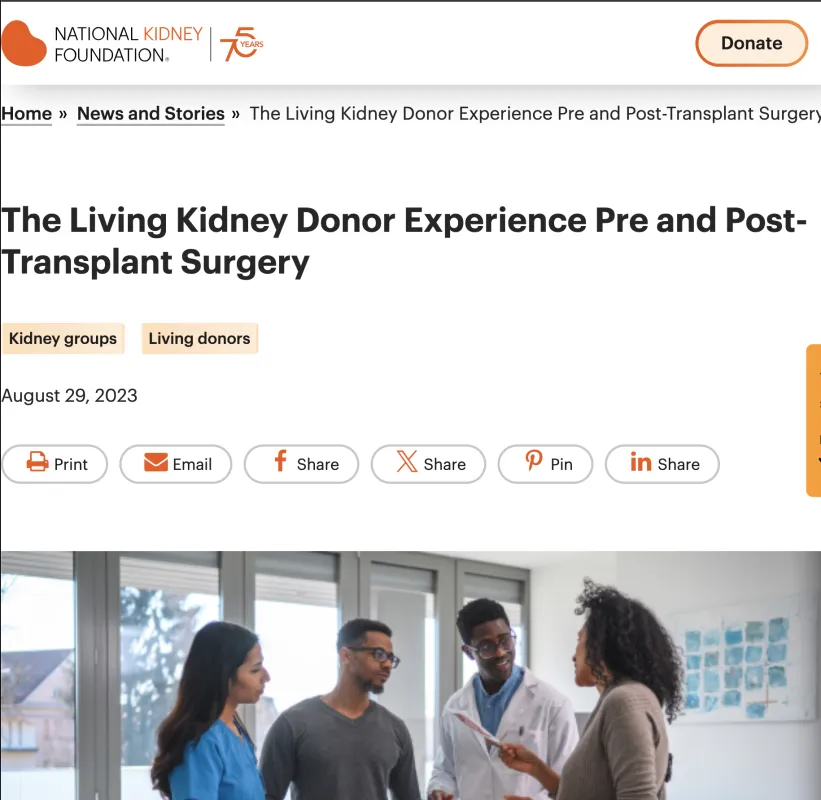 NATIONAL KIDNEY
FOUNDATION®
75
YEARS
Donate
Home » News and Stories » The Living Kidney Donor Experience Pre and Post-Transplant Surgery
The Living Kidney Donor Experience Pre and Post-
Transplant Surgery
Kidney groups Living donors
August 29, 2023
Print Email Share Share Pin Share